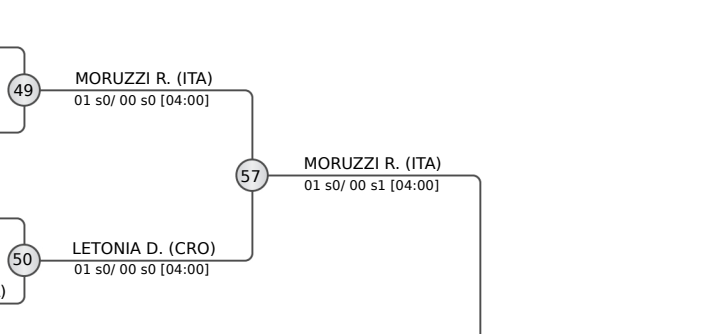 MORUZZI R. (ITA)
49
01 s0/ 00 s0 [04:00]
MORUZZI R. (ITA)
57
01 s0/ 00 s1 [04:00]
LETONIA D. (CRO)
50
01 s0/ 00 s0 [04:00]
)